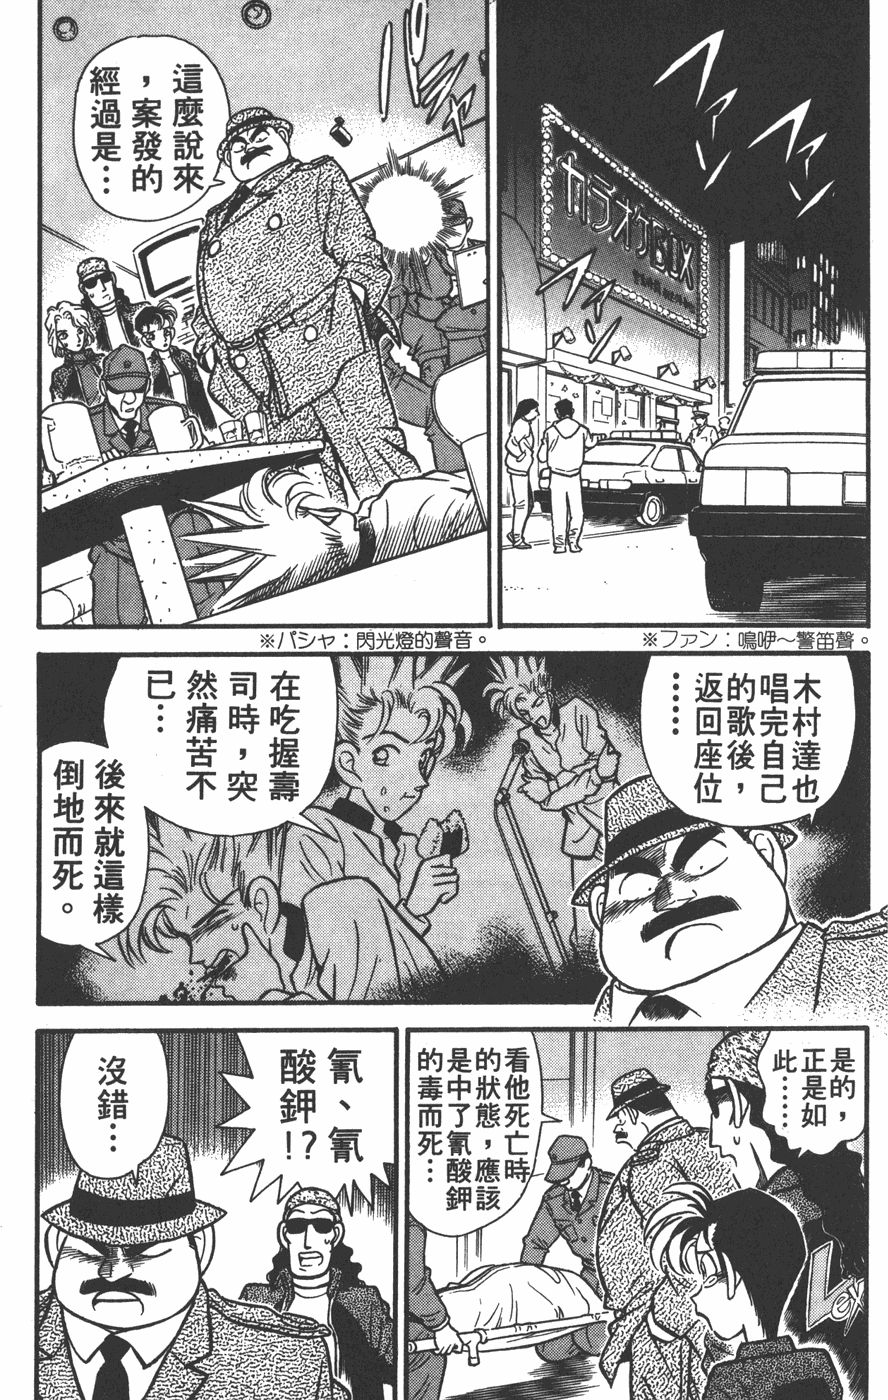 ファン
ファン
カラオケBOX
※ファン：嗚咿～警笛聲。
這麼說來
，案發的
經過是…
パシャ
※パシャ：閃光燈的聲音。
木村達也
唱完自己
的歌後，
返回座位
……
在吃握壽
司時，突
然痛苦不
已…
後來就這樣
倒地而死。
是的，
正是如
此……
Lex
看他死亡時
的狀態，應該
是中了氰酸鉀
的毒而死…
氰、氰
酸鉀!?
沒錯…